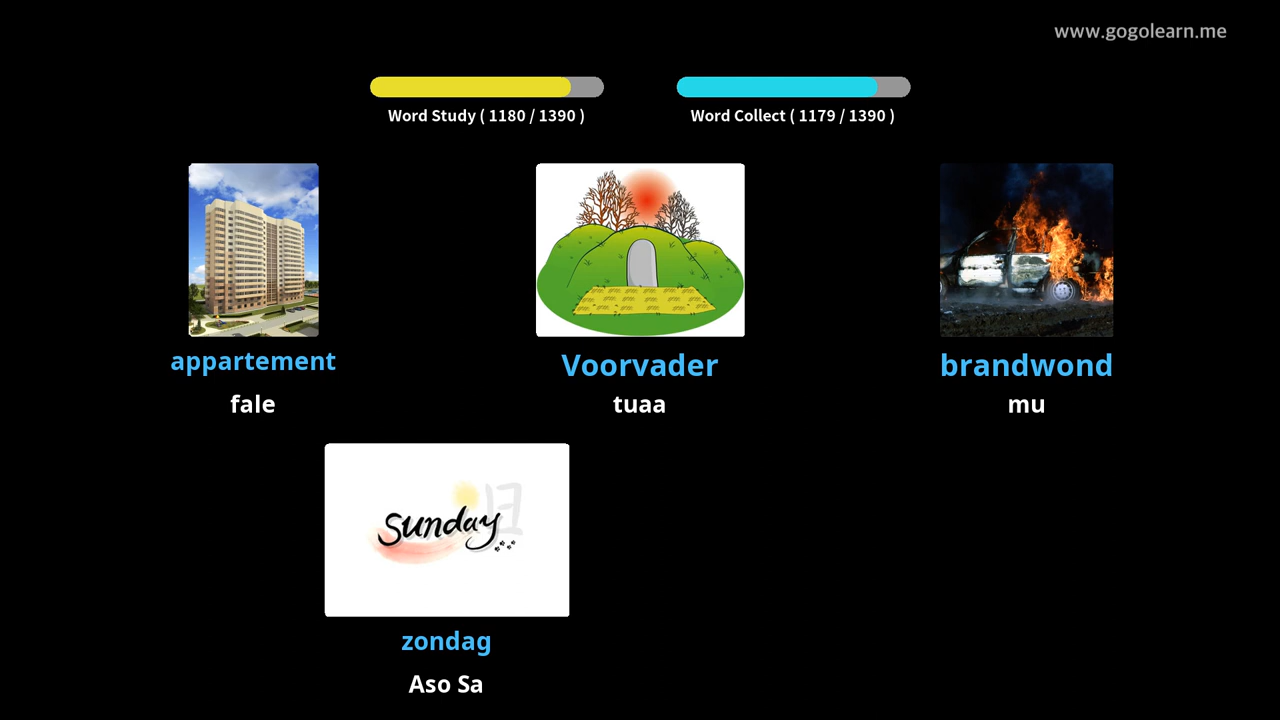 www.gogolearn.me
Word Study ( 1180 / 1390 )
Word Collect ( 1179 / 1390 )
appartement
fale
Voorvader
tuaa
brandwond
mu
Sunday
日
zondag
Aso Sa